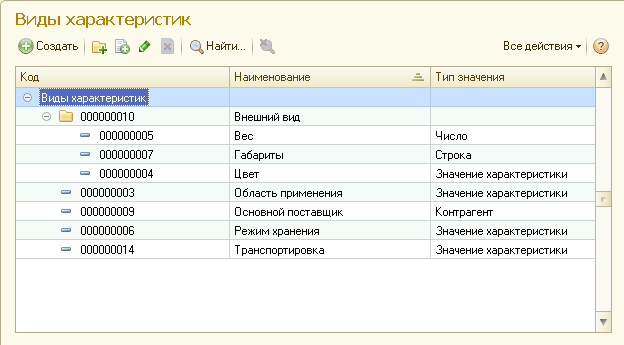 Виды характеристик
Создать Найти... Все действия ?
Код Наименование Тип значения
Виды характеристик
000000010 Внешний вид
000000005 Вес Число
000000007 Габариты Строка
000000004 Цвет Значение характеристики
000000003 Область применения Значение характеристики
000000009 Основной поставщик Контрагент
000000006 Режим хранения Значение характеристики
000000014 Транспортировка Значение характеристики